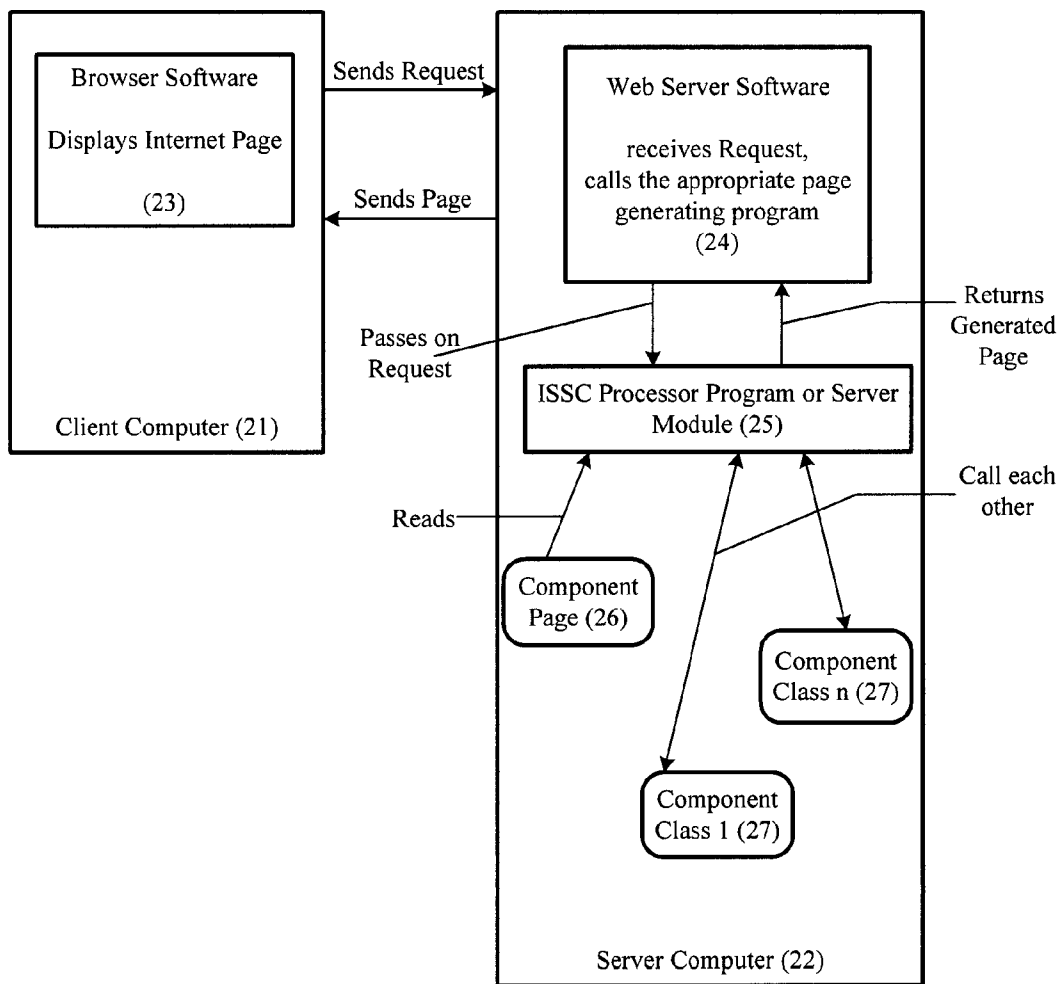 Browser Software
Displays Internet Page
(23)
Client Computer (21)
Sends Request
Sends Page
Web Server Software
receives Request,
calls the appropriate page
generating program
(24)
Passes on
Request
Returns
Generated
Page
ISSC Processor Program or Server
Module (25)
Reads
Call each
other
Component
Page (26)
Component
Class n (27)
Component
Class 1 (27)
Server Computer (22)